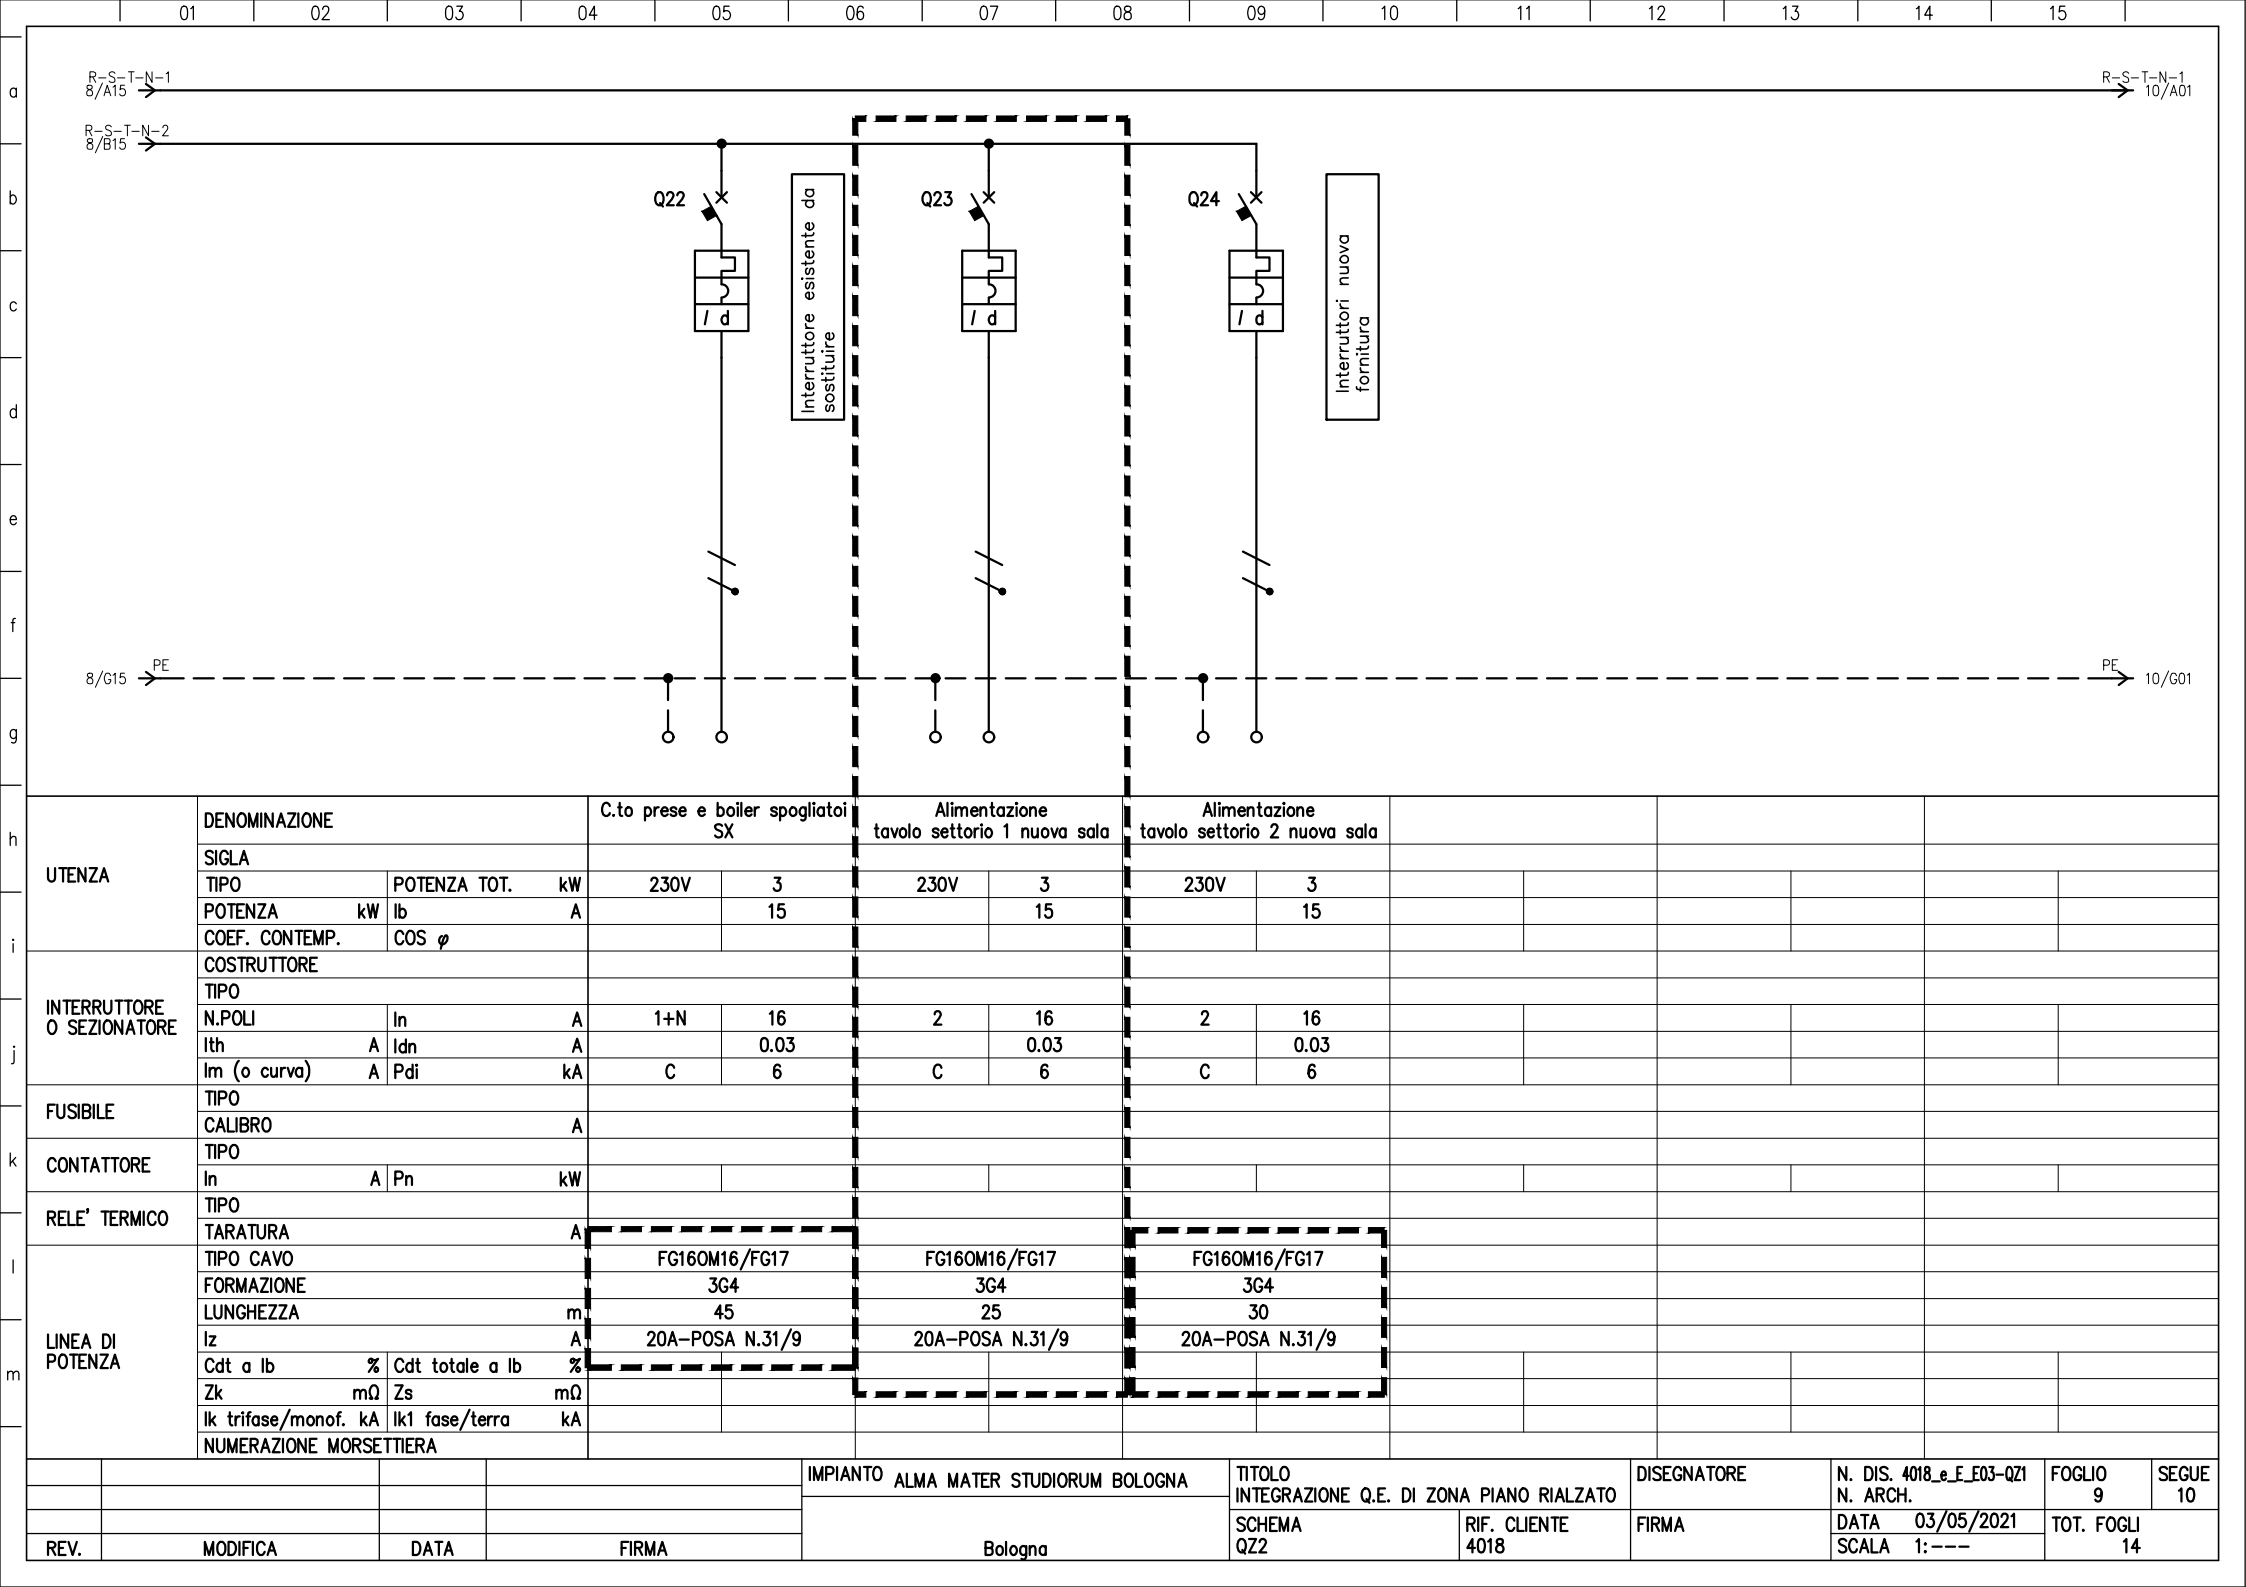 01 02 03 04 05 06 07 08 09 10 11 12 13 14 15
a
b
c
d
e
f
g
h
i
j
k
l
m
R-S-T-N-1
8/A15
R-S-T-N-1
10/A01
R-S-T-N-2
8/B15
Q22
Interruttore esistente da
sostituire
Q23
Q24
Interruttori nuova
fornitura
I d
I d
I d
PE
8/G15
PE
10/G01
UTENZA
DENOMINAZIONE
C.to prese e boiler spogliatoi
SX
Alimentazione
tavolo settorio 1 nuova sala
Alimentazione
tavolo settorio 2 nuova sala
SIGLA
TIPO POTENZA TOT. kW 230V 3 230V 3 230V 3
POTENZA kW Ib A 15 15 15
COEF. CONTEMP. COS φ
INTERRUTTORE
O SEZIONATORE
COSTRUTTORE
TIPO
N.POLI In A 1+N 16 2 16 2 16
Ith A Idn A 0.03 0.03 0.03
Im (o curva) A Pdi kA C 6 C 6 C 6
FUSIBILE
TIPO
CALIBRO A
CONTATTORE
TIPO
In A Pn kW
RELE' TERMICO
TIPO
TARATURA A
LINEA DI
POTENZA
TIPO CAVO FG16OM16/FG17 FG16OM16/FG17 FG16OM16/FG17
FORMAZIONE 3G4 3G4 3G4
LUNGHEZZA m 45 25 30
Iz A 20A-POSA N.31/9 20A-POSA N.31/9 20A-POSA N.31/9
Cdt a Ib % Cdt totale a Ib %
Zk mΩ Zs mΩ
Ik trifase/monof. kA Ik1 fase/terra kA
NUMERAZIONE MORSETTIERA
REV. MODIFICA DATA FIRMA
IMPIANTO ALMA MATER STUDIORUM BOLOGNA
Bologna
TITOLO
INTEGRAZIONE Q.E. DI ZONA PIANO RIALZATO
SCHEMA
QZ2
RIF. CLIENTE
4018
DISEGNATORE
FIRMA
N. DIS. 4018_e_E_E03-QZ1
N. ARCH.
DATA 03/05/2021
SCALA 1:---
FOGLIO
9
SEGUE
10
TOT. FOGLI
14